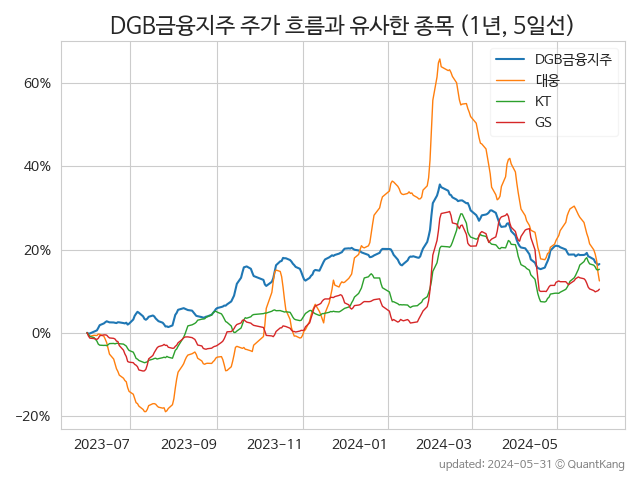 DGB금융지주 주가 흐름과 유사한 종목 (1년, 5일선)
DGB금융지주
대웅
KT
GS
60%
40%
20%
0%
−20%
2023-07
2023-09
2023-11
2024-01
2024-03
2024-05
updated: 2024-05-31 © QuantKang